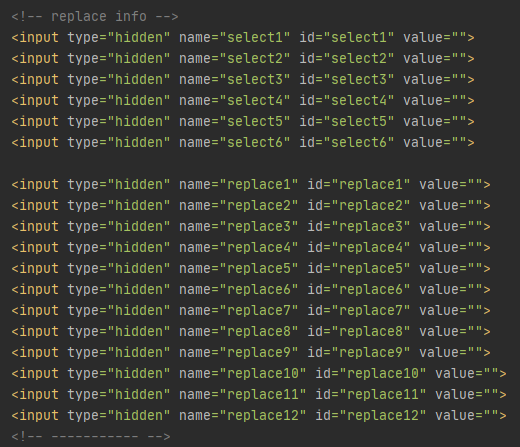 <!-- replace info -->
<input type="hidden" name="select1" id="select1" value="">
<input type="hidden" name="select2" id="select2" value="">
<input type="hidden" name="select3" id="select3" value="">
<input type="hidden" name="select4" id="select4" value="">
<input type="hidden" name="select5" id="select5" value="">
<input type="hidden" name="select6" id="select6" value="">
<input type="hidden" name="replace1" id="replace1" value="">
<input type="hidden" name="replace2" id="replace2" value="">
<input type="hidden" name="replace3" id="replace3" value="">
<input type="hidden" name="replace4" id="replace4" value="">
<input type="hidden" name="replace5" id="replace5" value="">
<input type="hidden" name="replace6" id="replace6" value="">
<input type="hidden" name="replace7" id="replace7" value="">
<input type="hidden" name="replace8" id="replace8" value="">
<input type="hidden" name="replace9" id="replace9" value="">
<input type="hidden" name="replace10" id="replace10" value="">
<input type="hidden" name="replace11" id="replace11" value="">
<input type="hidden" name="replace12" id="replace12" value="">
<!-- ----------- -->